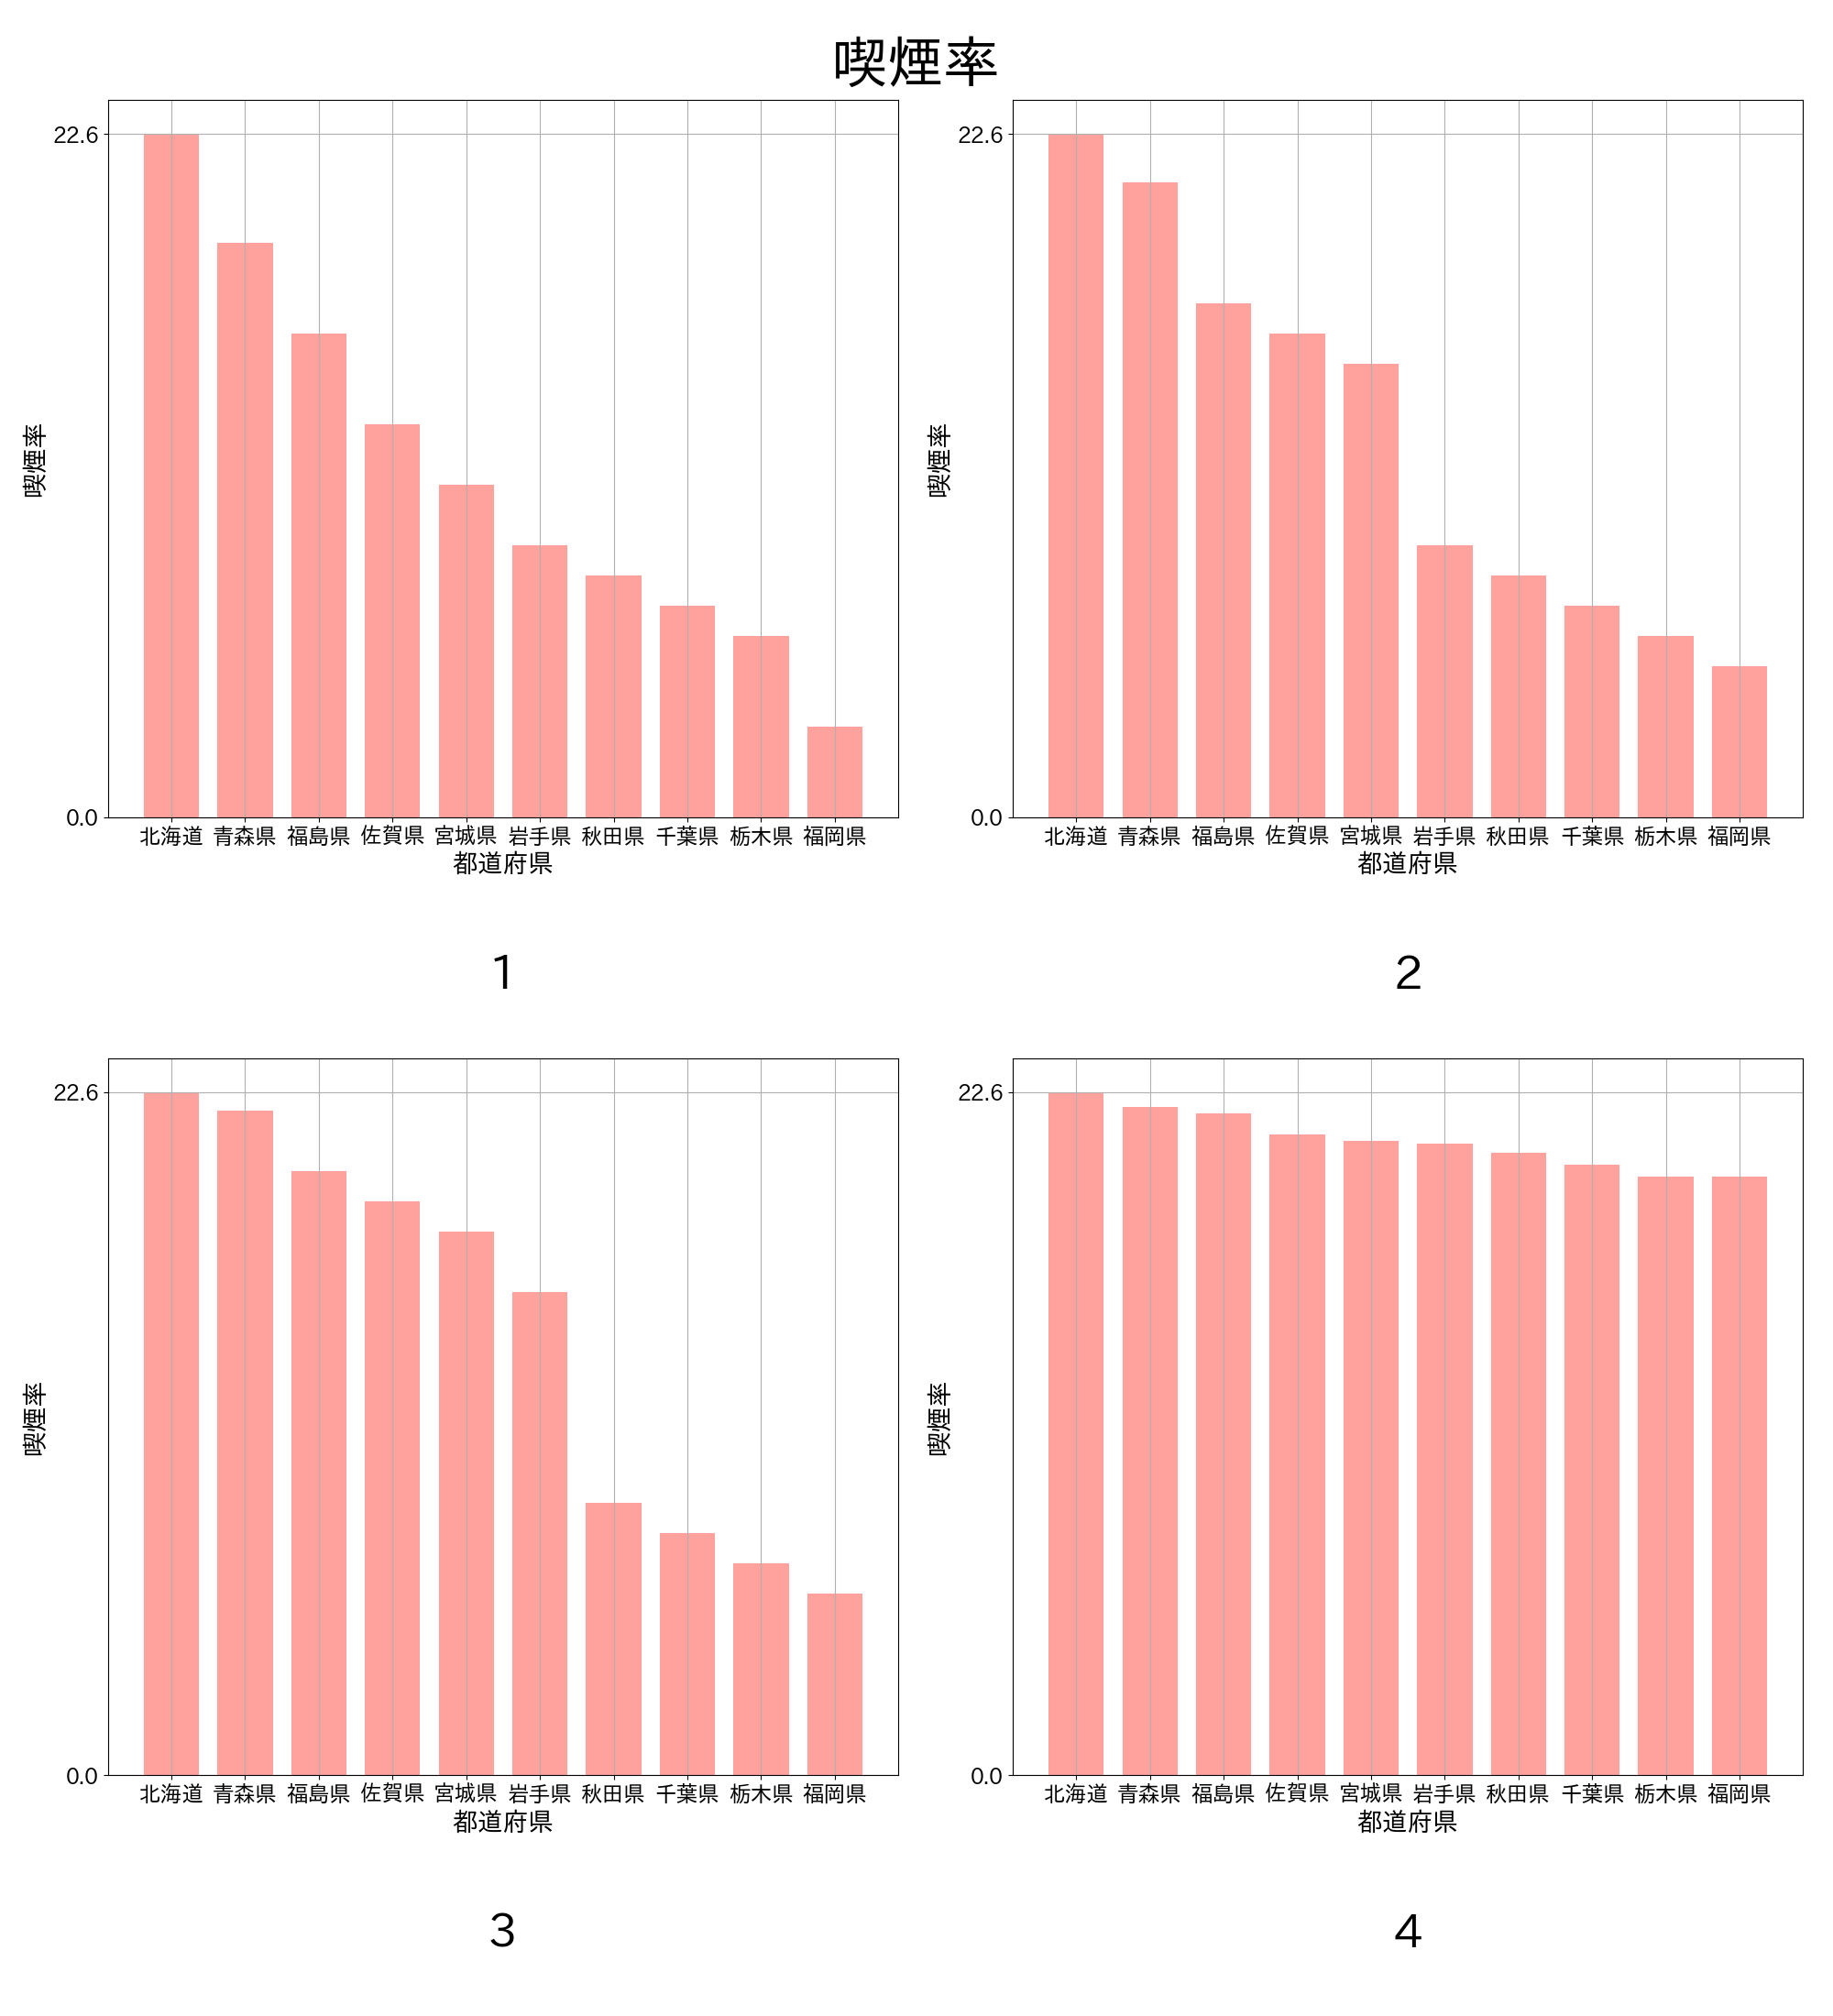 喫煙率
22.6
0.0
喫煙率
北海道 青森県 福島県 佐賀県 宮城県 岩手県 秋田県 千葉県 栃木県 福岡県
都道府県
1
22.6
0.0
喫煙率
北海道 青森県 福島県 佐賀県 宮城県 岩手県 秋田県 千葉県 栃木県 福岡県
都道府県
2
22.6
0.0
喫煙率
北海道 青森県 福島県 佐賀県 宮城県 岩手県 秋田県 千葉県 栃木県 福岡県
都道府県
3
22.6
0.0
喫煙率
北海道 青森県 福島県 佐賀県 宮城県 岩手県 秋田県 千葉県 栃木県 福岡県
都道府県
4